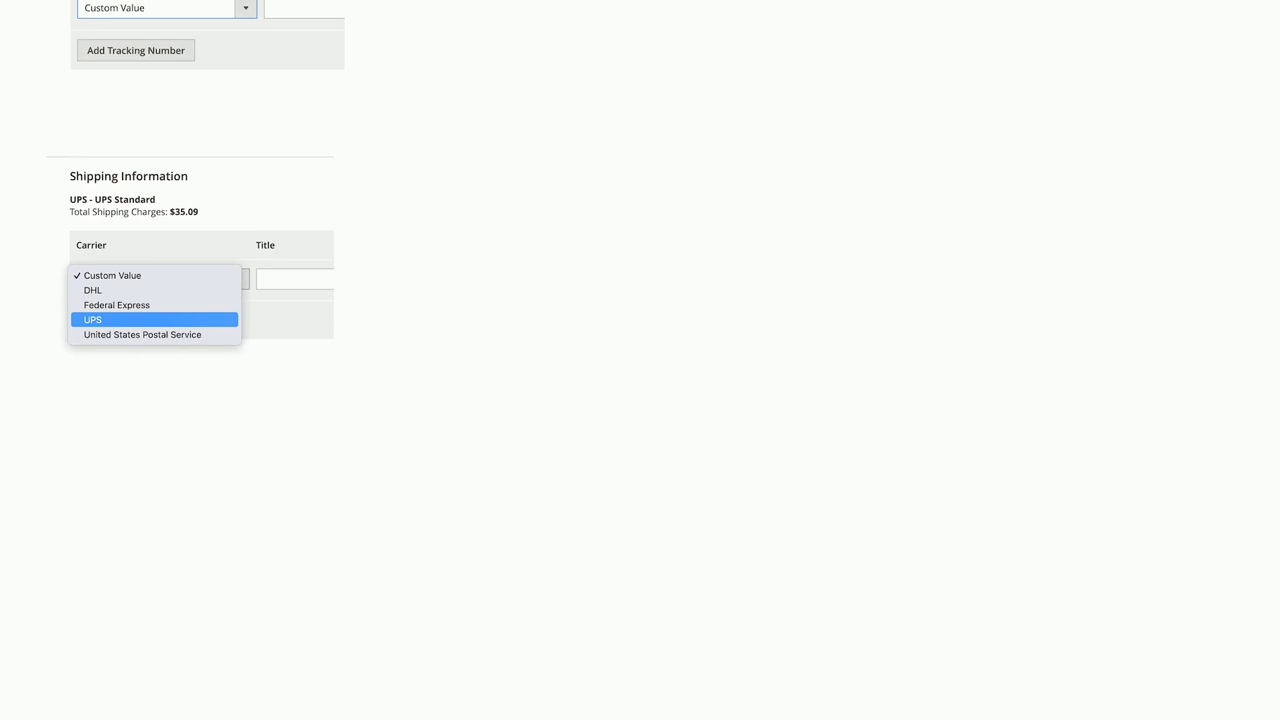 Custom Value
Add Tracking Number
Shipping Information
UPS - UPS Standard
Total Shipping Charges: $35.09
Carrier Title
✓ Custom Value
DHL
Federal Express
UPS
United States Postal Service